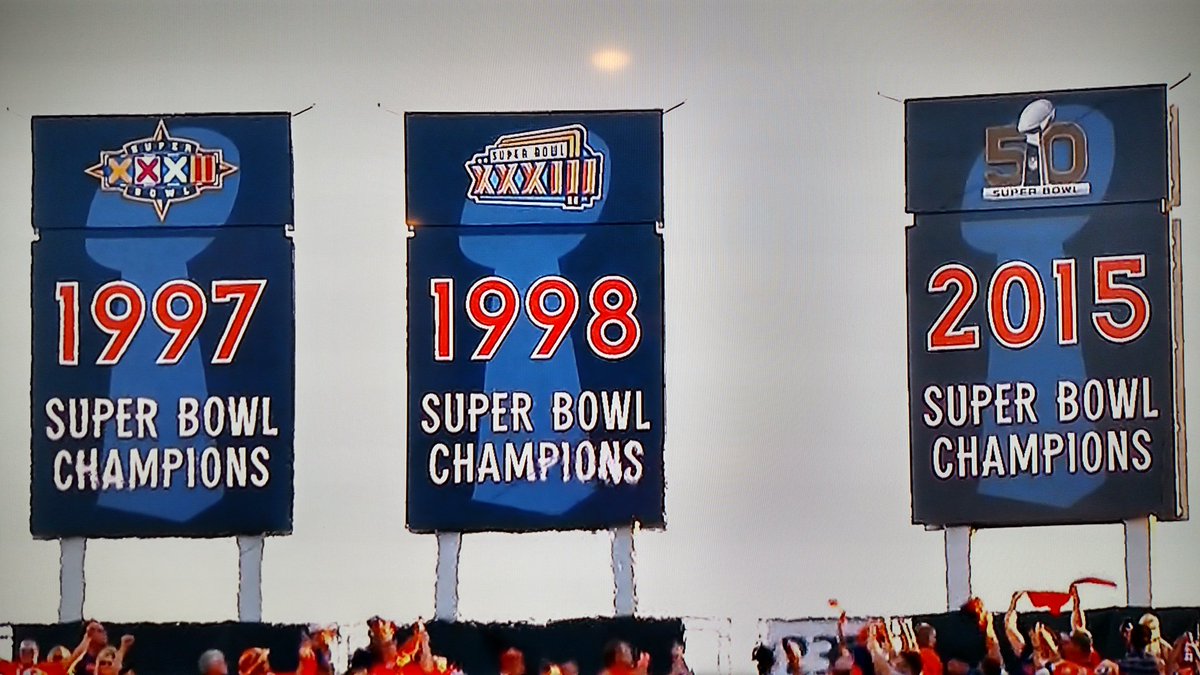 SUPER
XXXII
BOWL
1997
SUPER BOWL
CHAMPIONS
SUPER BOWL
XXXIII
1998
SUPER BOWL
CHAMPIONS
50
SUPER BOWL
2015
SUPER BOWL
CHAMPIONS